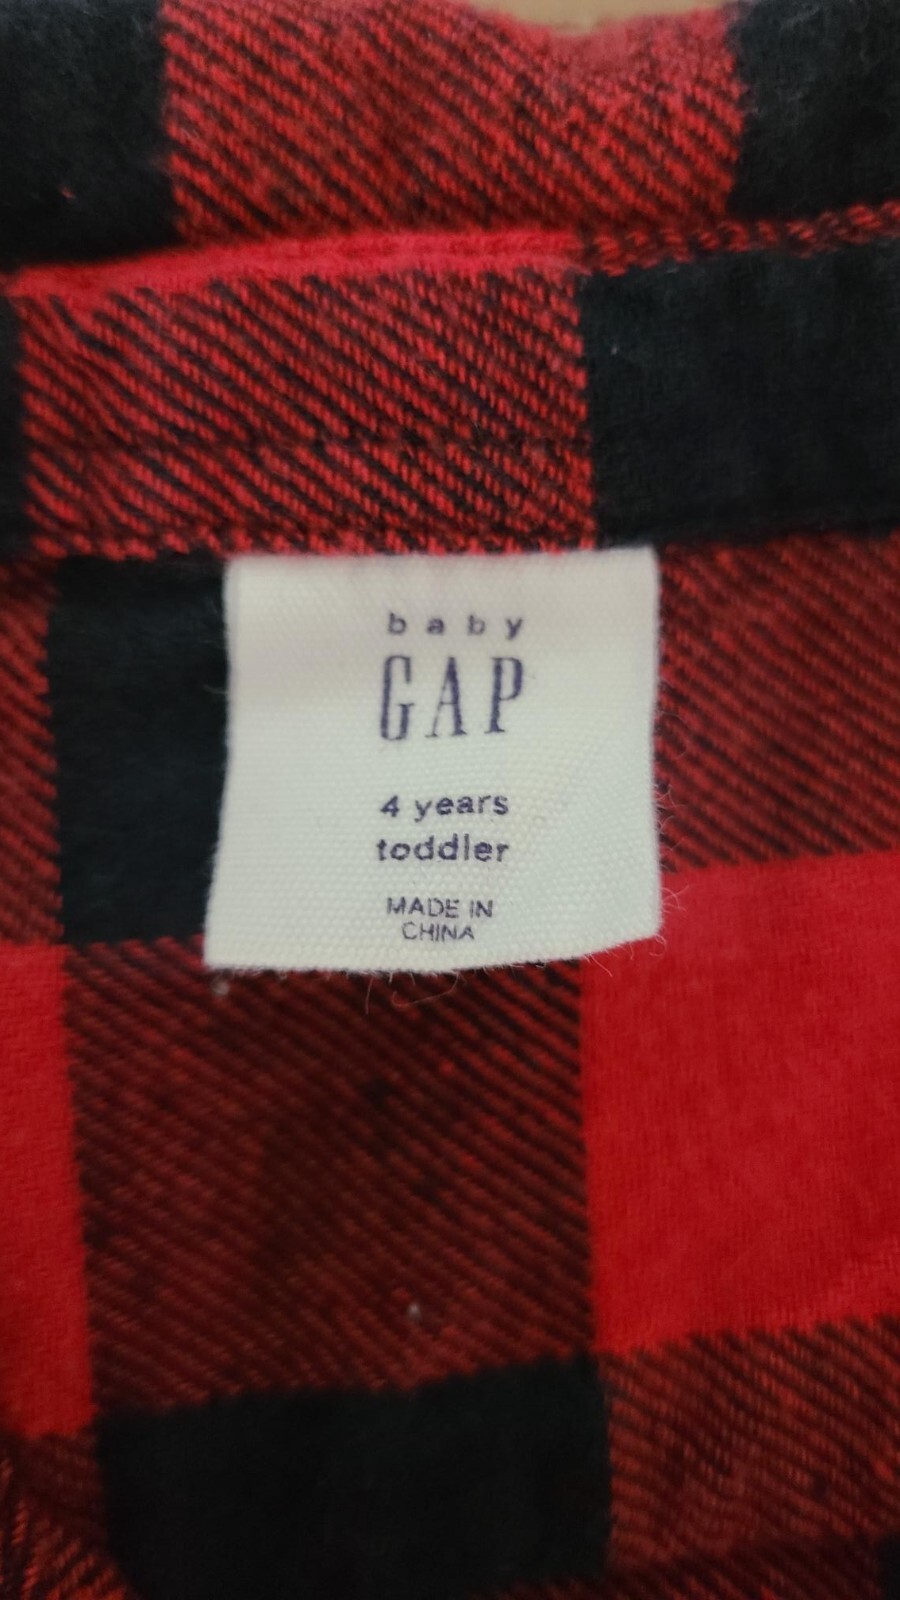 baby
GAP
4 years
toddler
MADE IN
CHINA